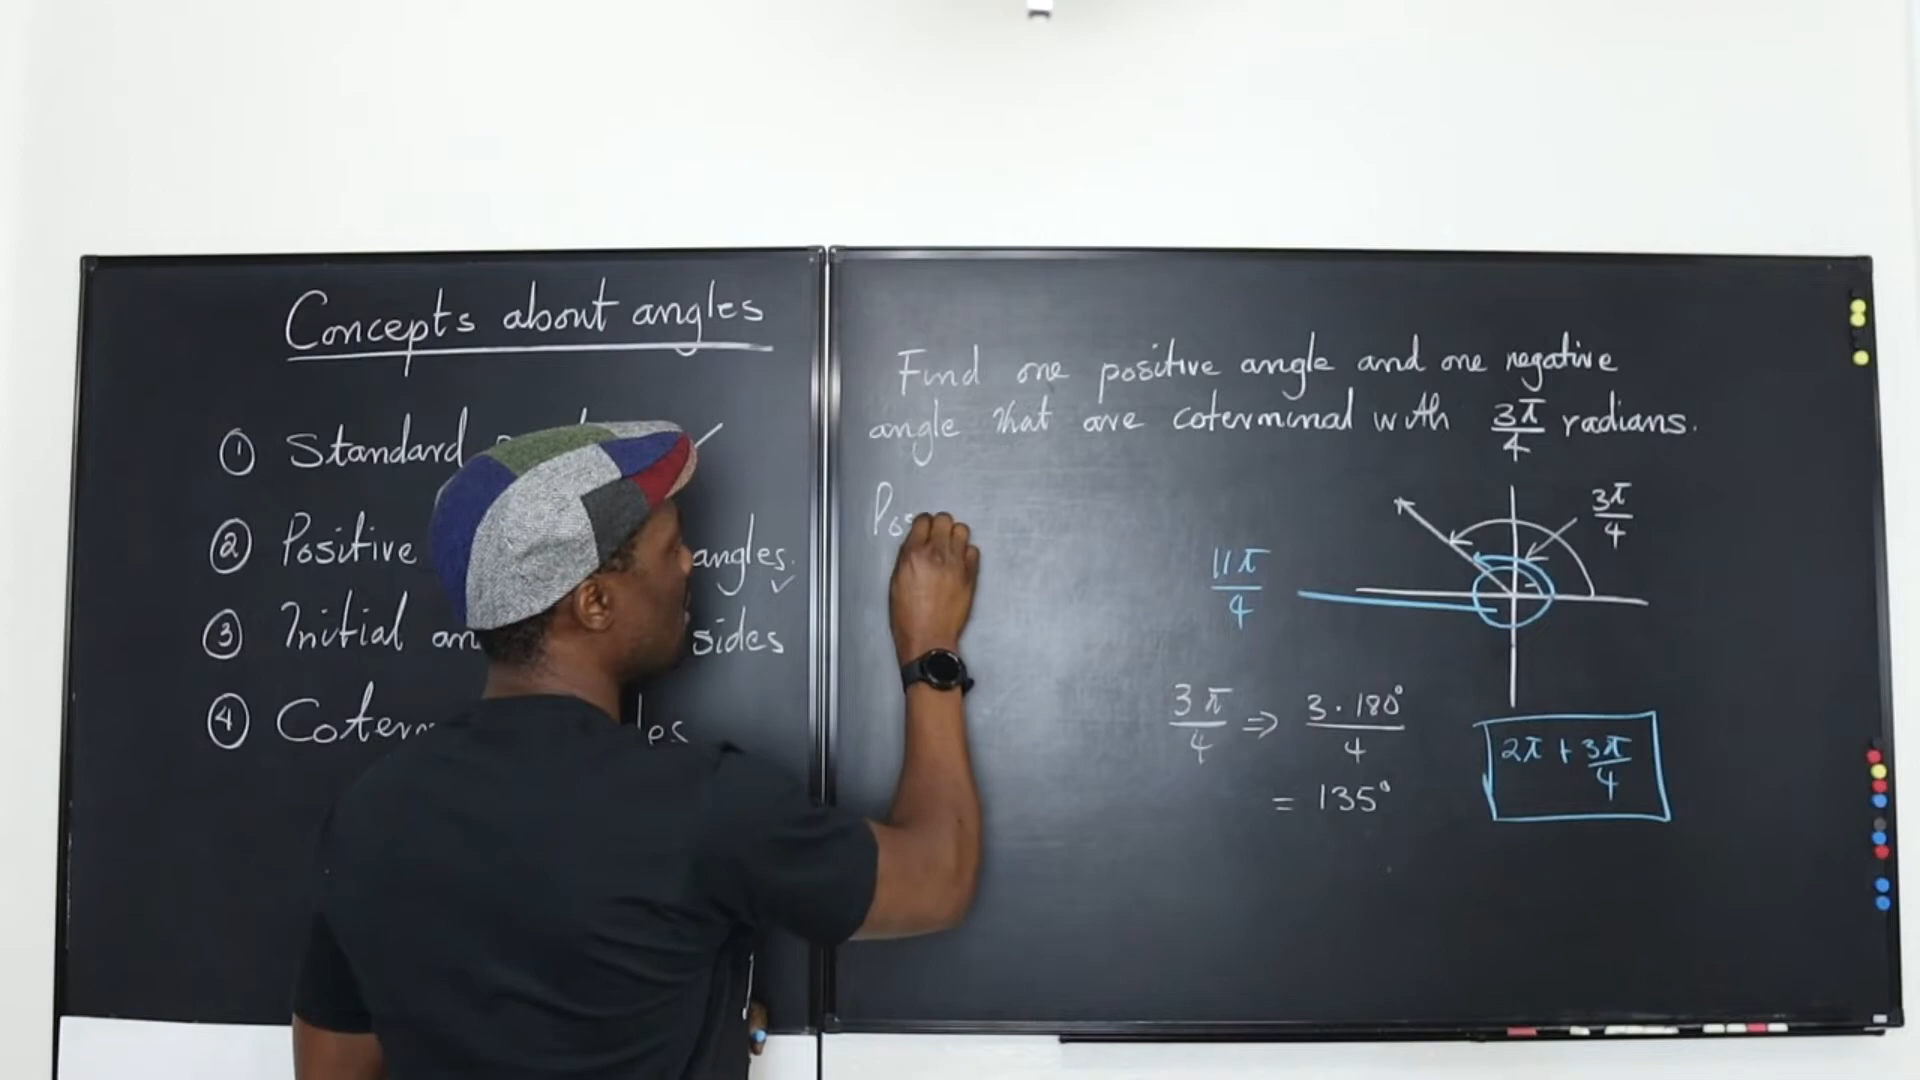 Concepts about angles
① Standard
② Positive angles.
③ Initial sides
④
Find one positive angle and one negative
angle that are coterminal with 3π/4 radians.
3π/4
11π/4
3π/4 ⇒ 3·180°/4
= 135°
2π + 3π/4